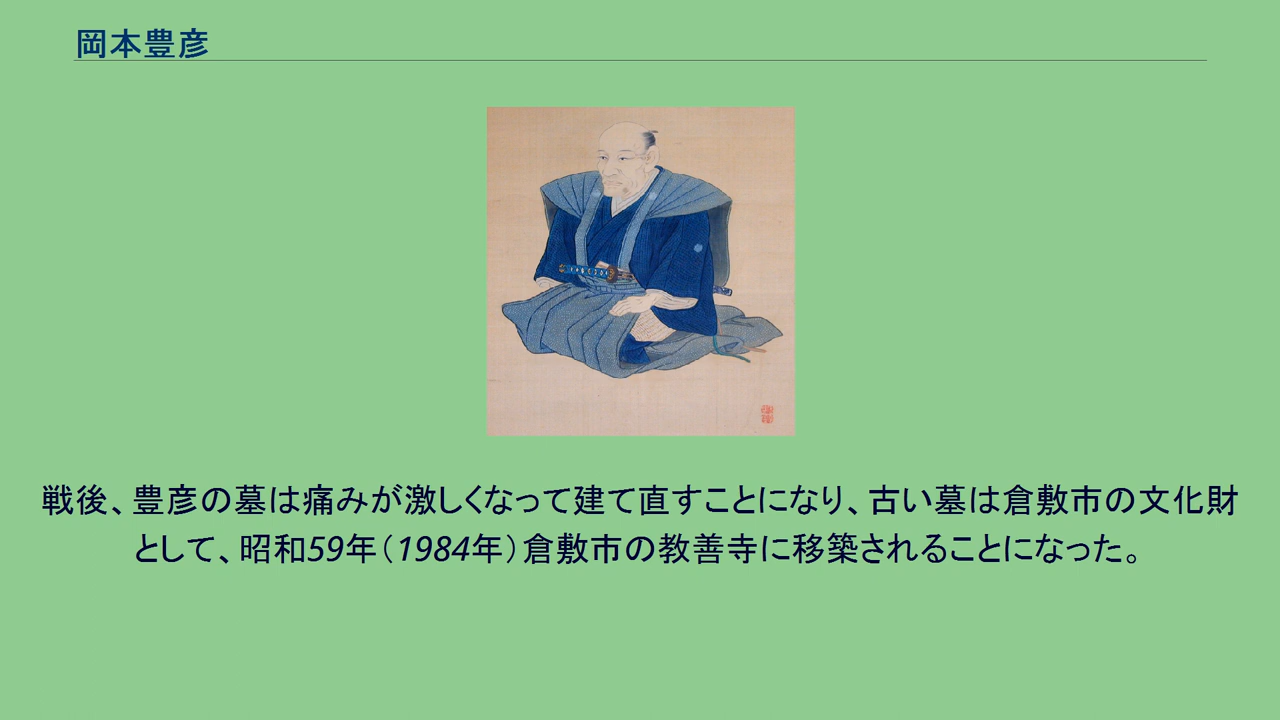 岡本豊彦
戦後、豊彦の墓は痛みが激しくなって建て直すことになり、古い墓は倉敷市の文化財
として、昭和59年（1984年）倉敷市の教善寺に移築されることになった。